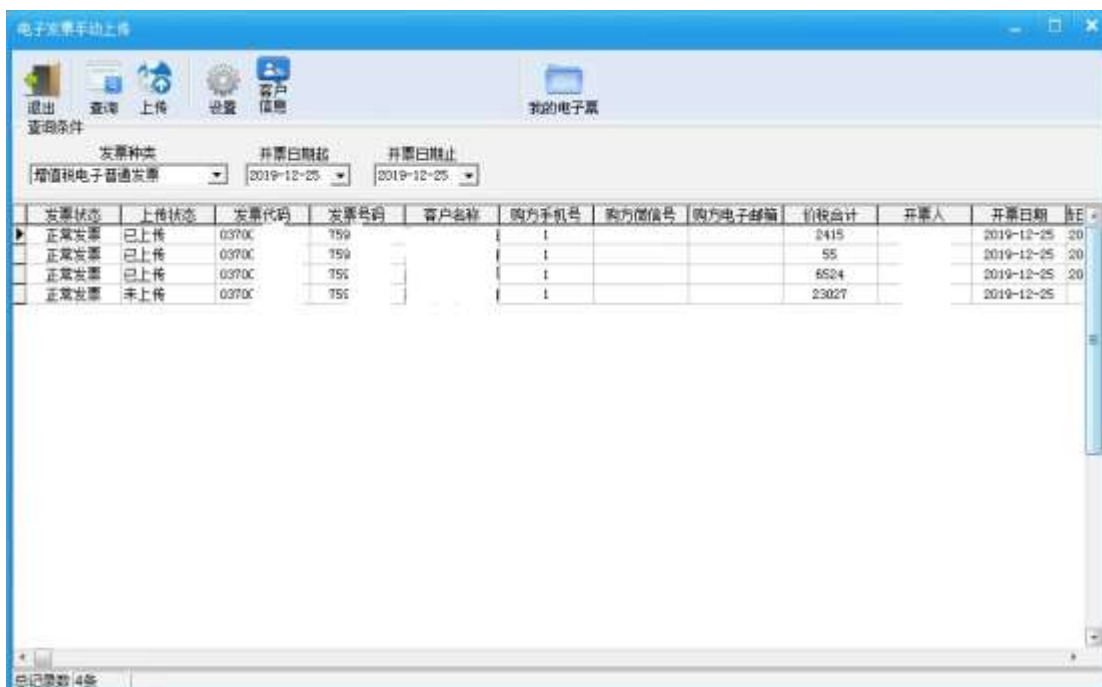 电子发票手动上传
退出 查询 上传 设置 客户信息 我的电子票
查询条件
发票种类 开票日期起 开票日期止
增值税电子普通发票 2019-12-25 2019-12-25
发票状态 上传状态 发票代码 发票号码 客户名称 购方手机号 购方微信号 购方电子邮箱 价税合计 开票人 开票日期
正常发票 已上传 0370 759 1 2415 2019-12-25 20
正常发票 已上传 0370 759 1 55 2019-12-25 20
正常发票 已上传 0370 75 1 6524 2019-12-25 20
正常发票 未上传 0370 75 1 23027 2019-12-25
总记录数 4条